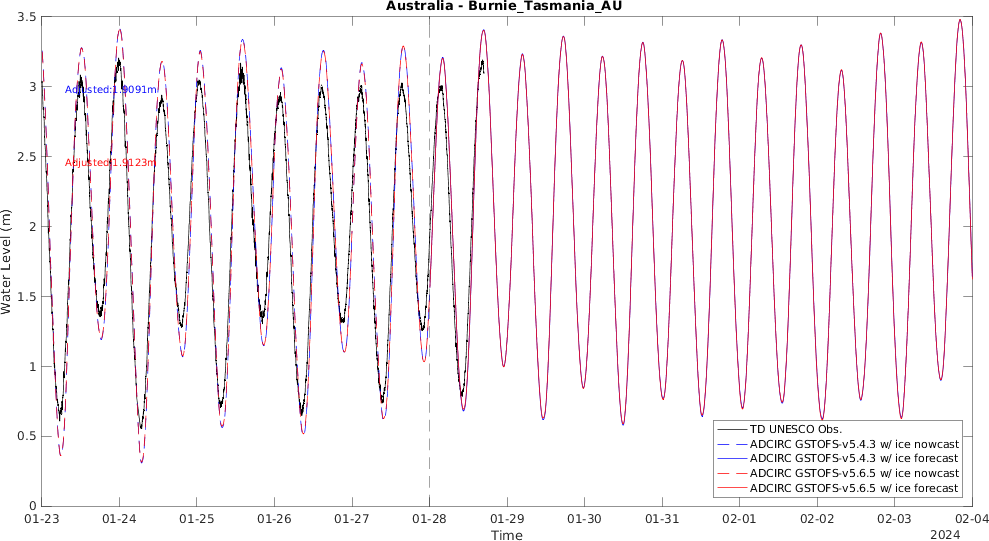 Australia - Burnie_Tasmania_AU
3.5
3
2.5
2
1.5
1
0.5
0
Water Level (m)
Adjusted:1.9091m
Adjusted:1.9123m
TD UNESCO Obs.
ADCIRC GSTOFS-v5.4.3 w/ ice nowcast
ADCIRC GSTOFS-v5.4.3 w/ ice forecast
ADCIRC GSTOFS-v5.6.5 w/ ice nowcast
ADCIRC GSTOFS-v5.6.5 w/ ice forecast
01-23 01-24 01-25 01-26 01-27 01-28 01-29 01-30 01-31 02-01 02-02 02-03 02-04
Time
2024